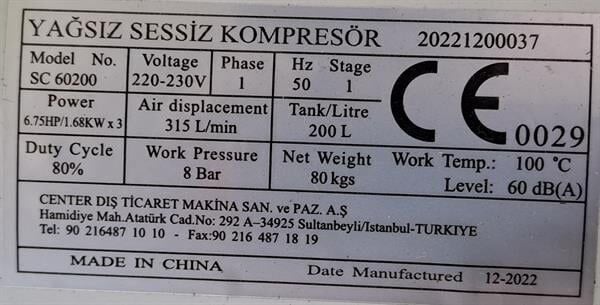 YAĞSIZ SESSİZ KOMPRESÖR 20221200037
Model No. Voltage Phase Hz Stage
SC 60200 220-230V 1 50 1
Power Air displacement Tank/Litre
6.75HP/1.68KW x 3 315 L/min 200 L
CE 0029
Duty Cycle Work Pressure Net Weight Work Temp.: 100 °C
80% 8 Bar 80 kgs Level: 60 dB(A)
CENTER DIŞ TİCARET MAKİNA SAN. ve PAZ. A.Ş
Hamidiye Mah.Atatürk Cad.No: 292 A–34925 Sultanbeyli/Istanbul-TURKIYE
Tel: 90 216487 10 10 - Fax:90 216 487 18 19
MADE IN CHINA Date Manufactured 12-2022